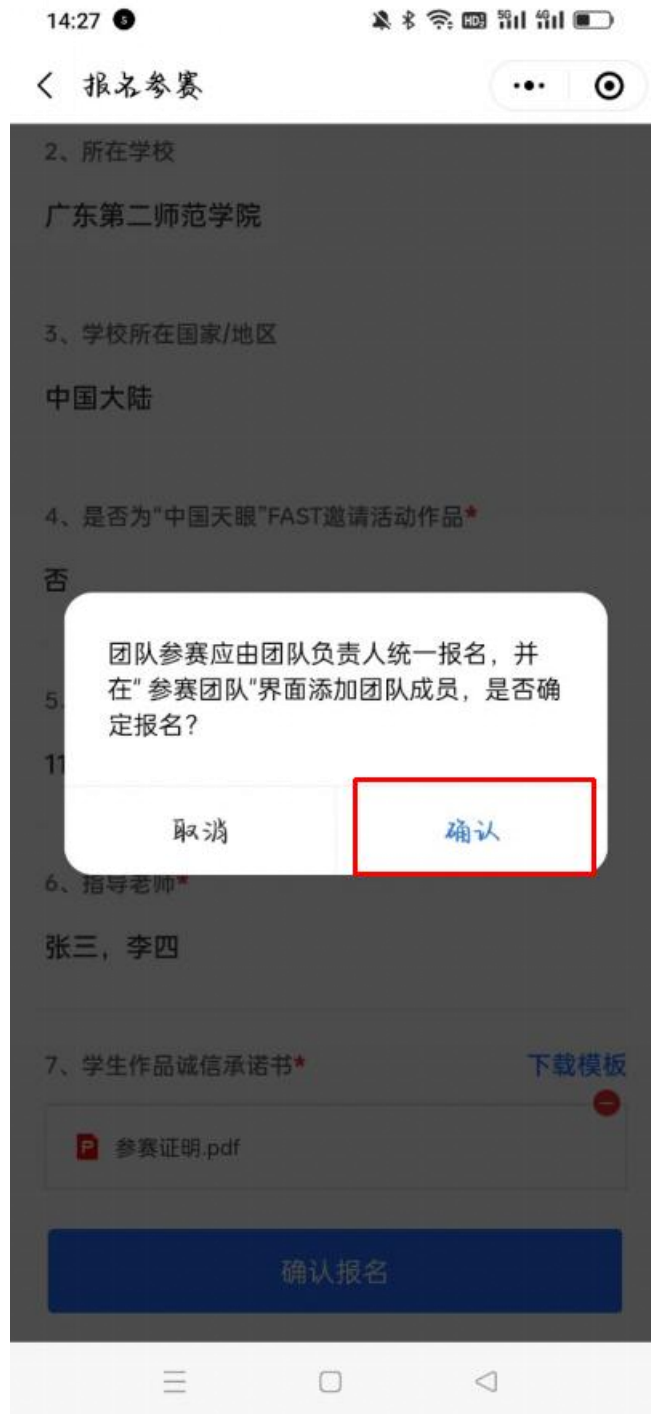 14:27
HD 5G 4G
报名参赛
2、所在学校
广东第二师范学院
3、学校所在国家/地区
中国大陆
4、是否为“中国天眼”FAST邀请活动作品*
否
团队参赛应由团队负责人统一报名，并
在“参赛团队”界面添加团队成员，是否确
定报名？
5
11
取消 确认
6、指导老师*
张三，李四
7、学生作品诚信承诺书* 下载模板
参赛证明.pdf
确认报名